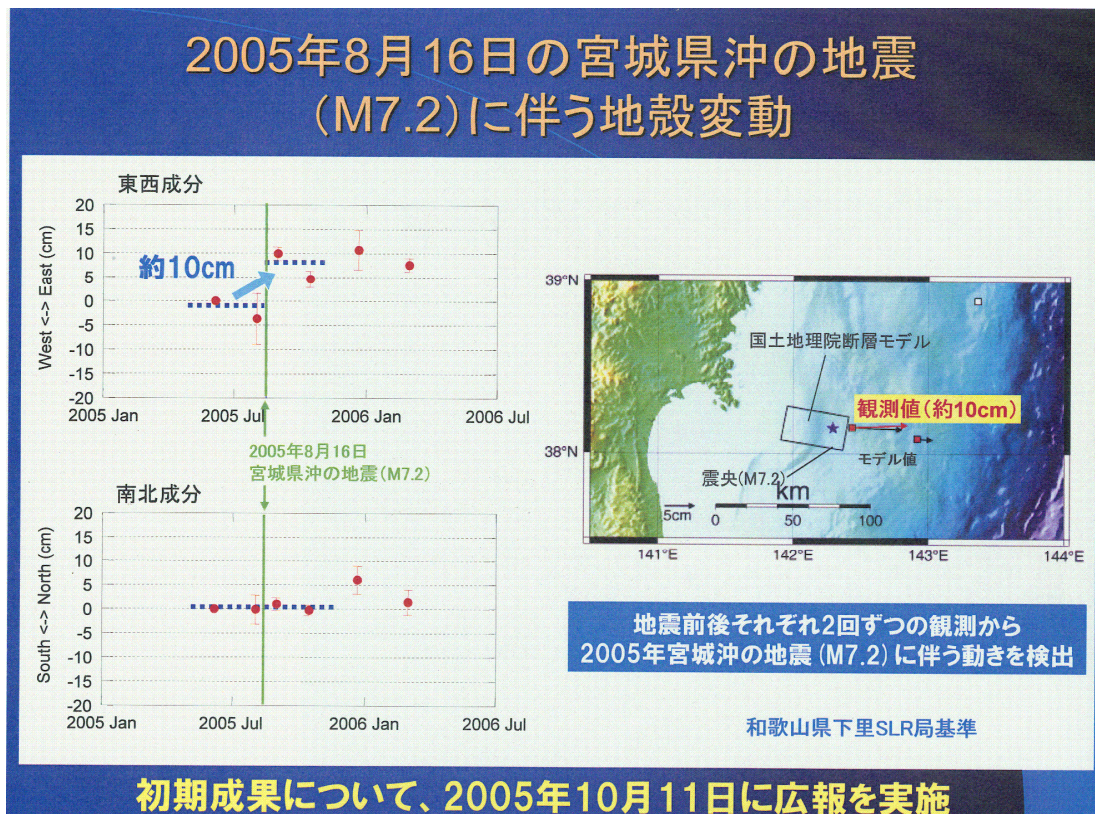 2005年8月16日の宮城県沖の地震
(M7.2)に伴う地殻変動
東西成分
West <-> East (cm)
20
15
10
5
0
-5
-10
-15
-20
約10cm
2005 Jan
2005 Jul
2006 Jan
2006 Jul
2005年8月16日
宮城県沖の地震(M7.2)
南北成分
South <-> North (cm)
20
15
10
5
0
-5
-10
-15
-20
2005 Jan
2005 Jul
2006 Jan
2006 Jul
39°N
38°N
国土地理院断層モデル
観測値(約10cm)
モデル値
震央(M7.2)
km
5cm
0
50
100
141°E
142°E
143°E
144°E
地震前後それぞれ2回ずつの観測から
2005年宮城沖の地震(M7.2)に伴う動きを検出
和歌山県下里SLR局基準
初期成果について、2005年10月11日に広報を実施